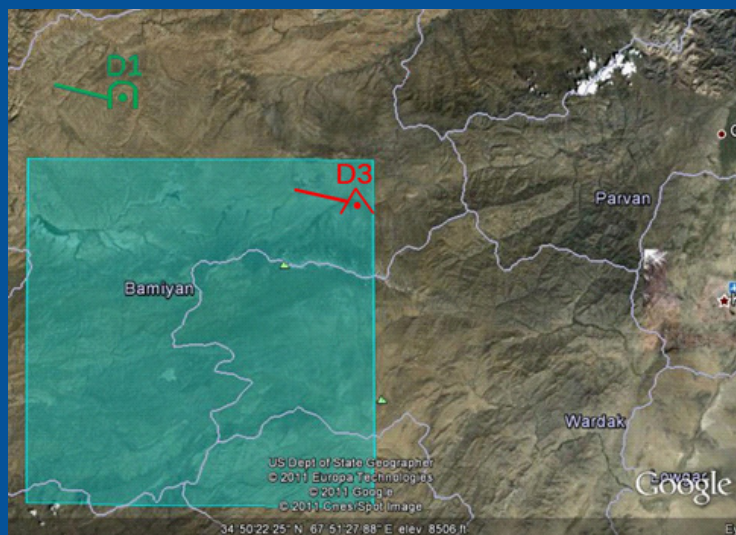 D1
D3
Parvan
Bamiyan
Wardak
US Dept of State Geographer
© 2011 Europa Technologies
© 2011 Google
© 2011 Cnes/Spot Image
Google
34°50'22.25" N 67°51'27.88" E elev 8506 ft